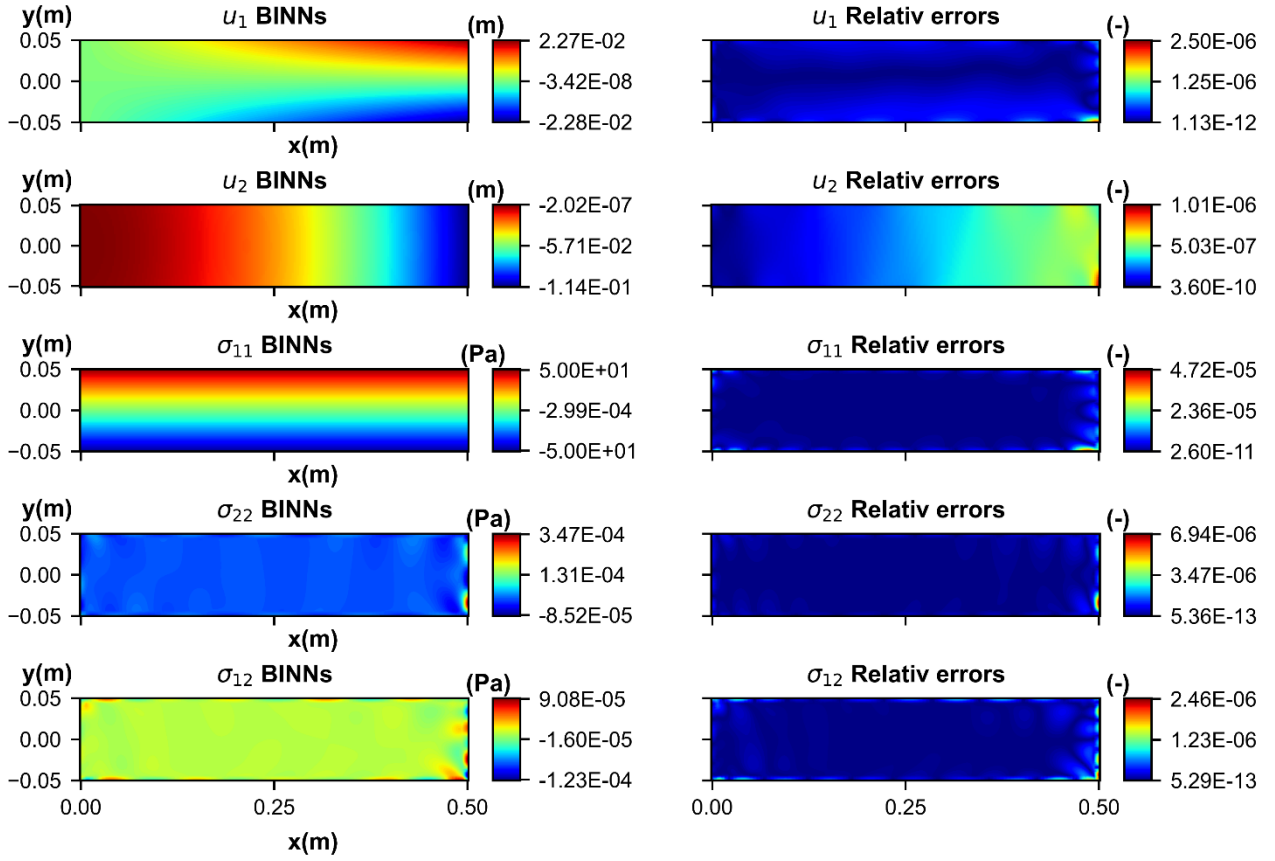 y(m) u₁ BINNs (m) u₁ Relativ errors (-)
0.05 2.27E-02 2.50E-06
0.00 -3.42E-08 1.25E-06
−0.05 -2.28E-02 1.13E-12
x(m)
y(m) u₂ BINNs (m) u₂ Relativ errors (-)
0.05 -2.02E-07 1.01E-06
0.00 -5.71E-02 5.03E-07
−0.05 -1.14E-01 3.60E-10
x(m) x(m)
y(m) σ₁₁ BINNs (Pa) σ₁₁ Relativ errors (-)
0.05 5.00E+01 4.72E-05
0.00 -2.99E-04 2.36E-05
−0.05 -5.00E+01 2.60E-11
x(m)
y(m) σ₂₂ BINNs (Pa) σ₂₂ Relativ errors (-)
0.05 3.47E-04 6.94E-06
0.00 1.31E-04 3.47E-06
−0.05 -8.52E-05 5.36E-13
x(m)
y(m) σ₁₂ BINNs (Pa) σ₁₂ Relativ errors (-)
0.05 9.08E-05 2.46E-06
0.00 -1.60E-05 1.23E-06
−0.05 -1.23E-04 5.29E-13
0.00 0.25 0.50 0.00 0.25 0.50
x(m) x(m)